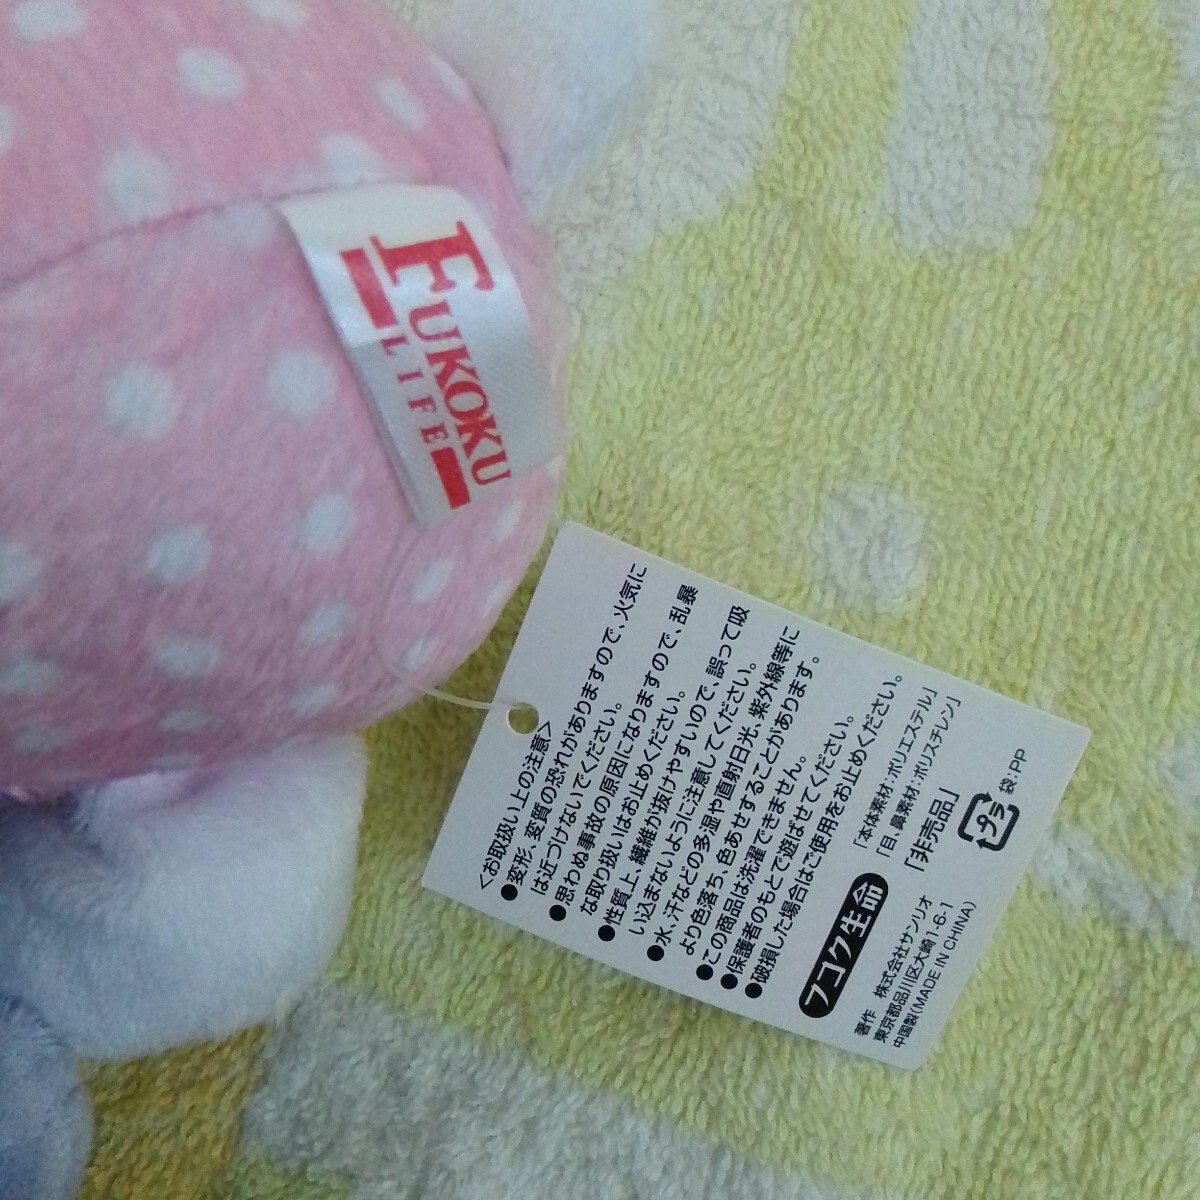 FUKOKU
LIFE
<お取扱い上の注意>
●変形、変質の恐れがありますので、火気に
は近づけないでください。
●思わぬ事故の原因になりますので、乱暴
な取り扱いはお止めください。
●性質上、繊維が抜けやすいので、誤って吸
い込まないように注意してください。
●水、汗などの多湿や直射日光、紫外線等に
より色落ち、色あせすることがあります。
●この商品は洗濯できません。
●保護者のもとで遊ばせてください。
●破損した場合はご使用をお止めください。
フコク生命
「本体素材:ポリエステル」
「目、鼻素材:ポリスチレン」
「非売品」
プラ
袋:PP
著作 株式会社サンリオ
東京都品川区大崎1-6-1
中国製(MADE IN CHINA)